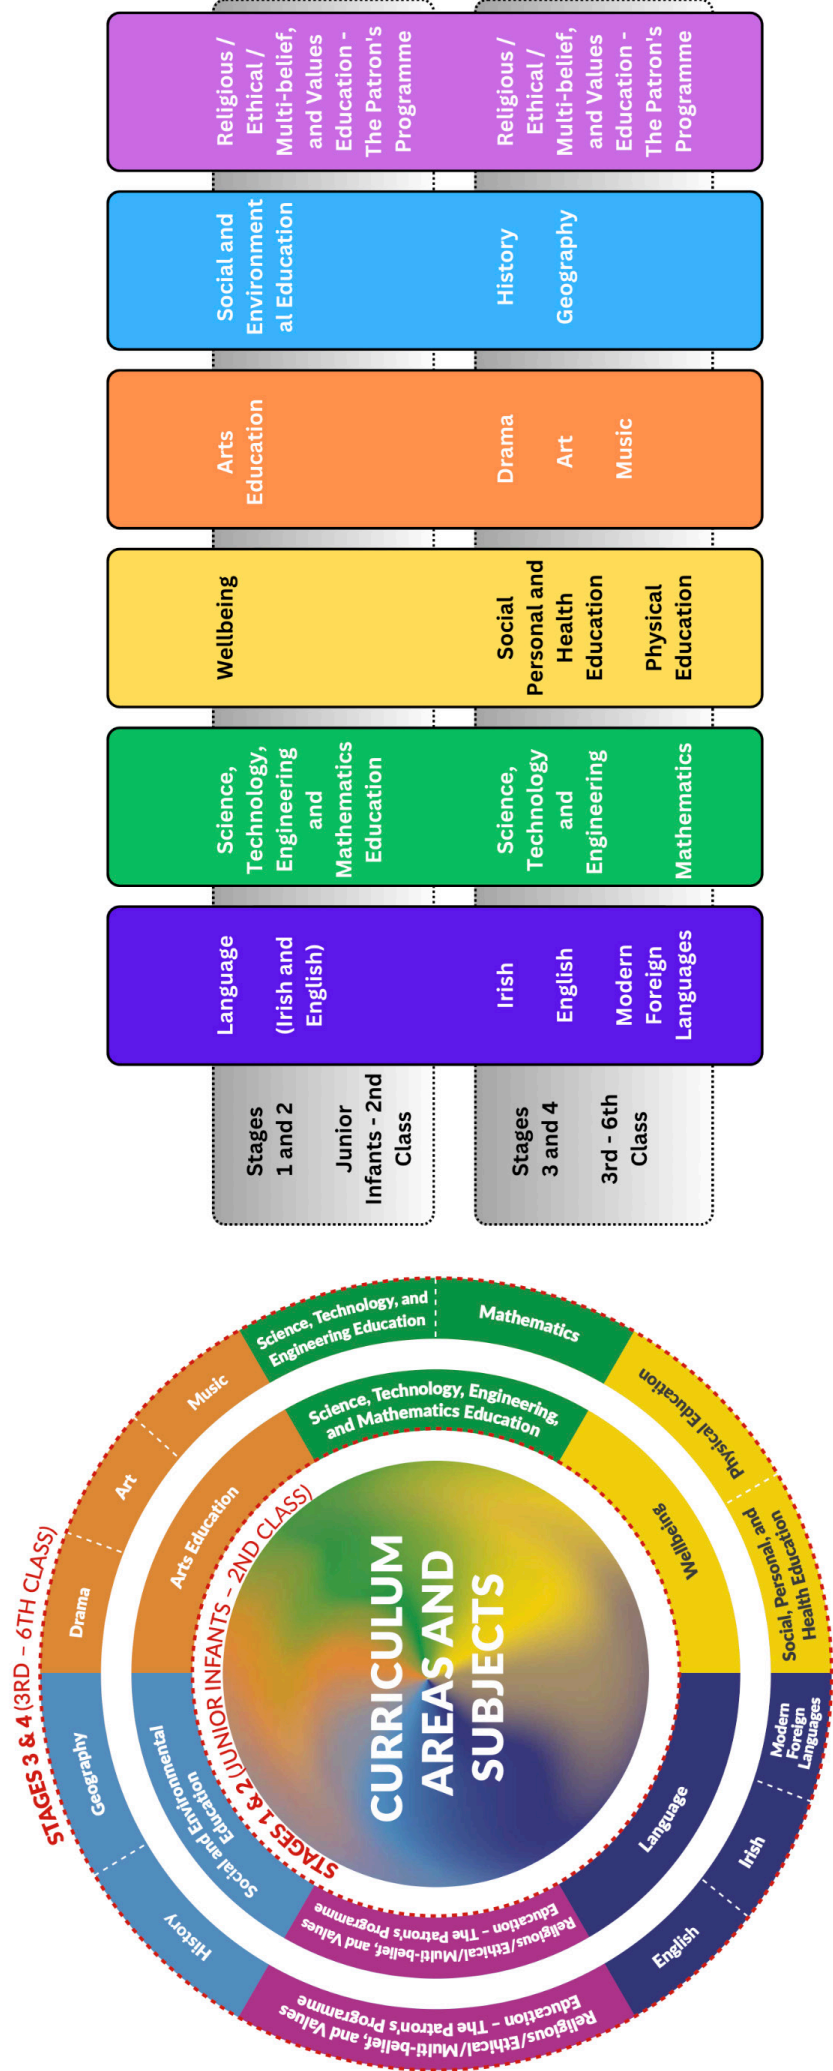 CURRICULUM
AREAS AND
SUBJECTS
STAGES 1 & 2 (JUNIOR INFANTS – 2ND CLASS)
Social and Environmental
Education
Arts Education
Science, Technology, Engineering,
and Mathematics Education
Wellbeing
Language
Religious/Ethical/Multi-belief, and Values
Education – The Patron's Programme
STAGES 3 & 4 (3RD – 6TH CLASS)
History
Geography
Drama
Art
Music
Science, Technology, and
Engineering Education
Mathematics
Physical Education
Social, Personal, and
Health Education
Modern
Foreign
Languages
Irish
English
Religious/Ethical/Multi-belief, and Values
Education – The Patron's Programme
Stages
1 and 2
Junior
Infants - 2nd
Class
Language
(Irish and
English)
Science,
Technology,
Engineering
and
Mathematics
Education
Wellbeing
Arts
Education
Social and
Environment
al Education
Religious /
Ethical /
Multi-belief,
and Values
Education -
The Patron's
Programme
Stages
3 and 4
3rd - 6th
Class
Irish
English
Modern
Foreign
Languages
Science,
Technology
and
Engineering
Mathematics
Social
Personal and
Health
Education
Physical
Education
Drama
Art
Music
History
Geography
Religious /
Ethical /
Multi-belief,
and Values
Education -
The Patron's
Programme